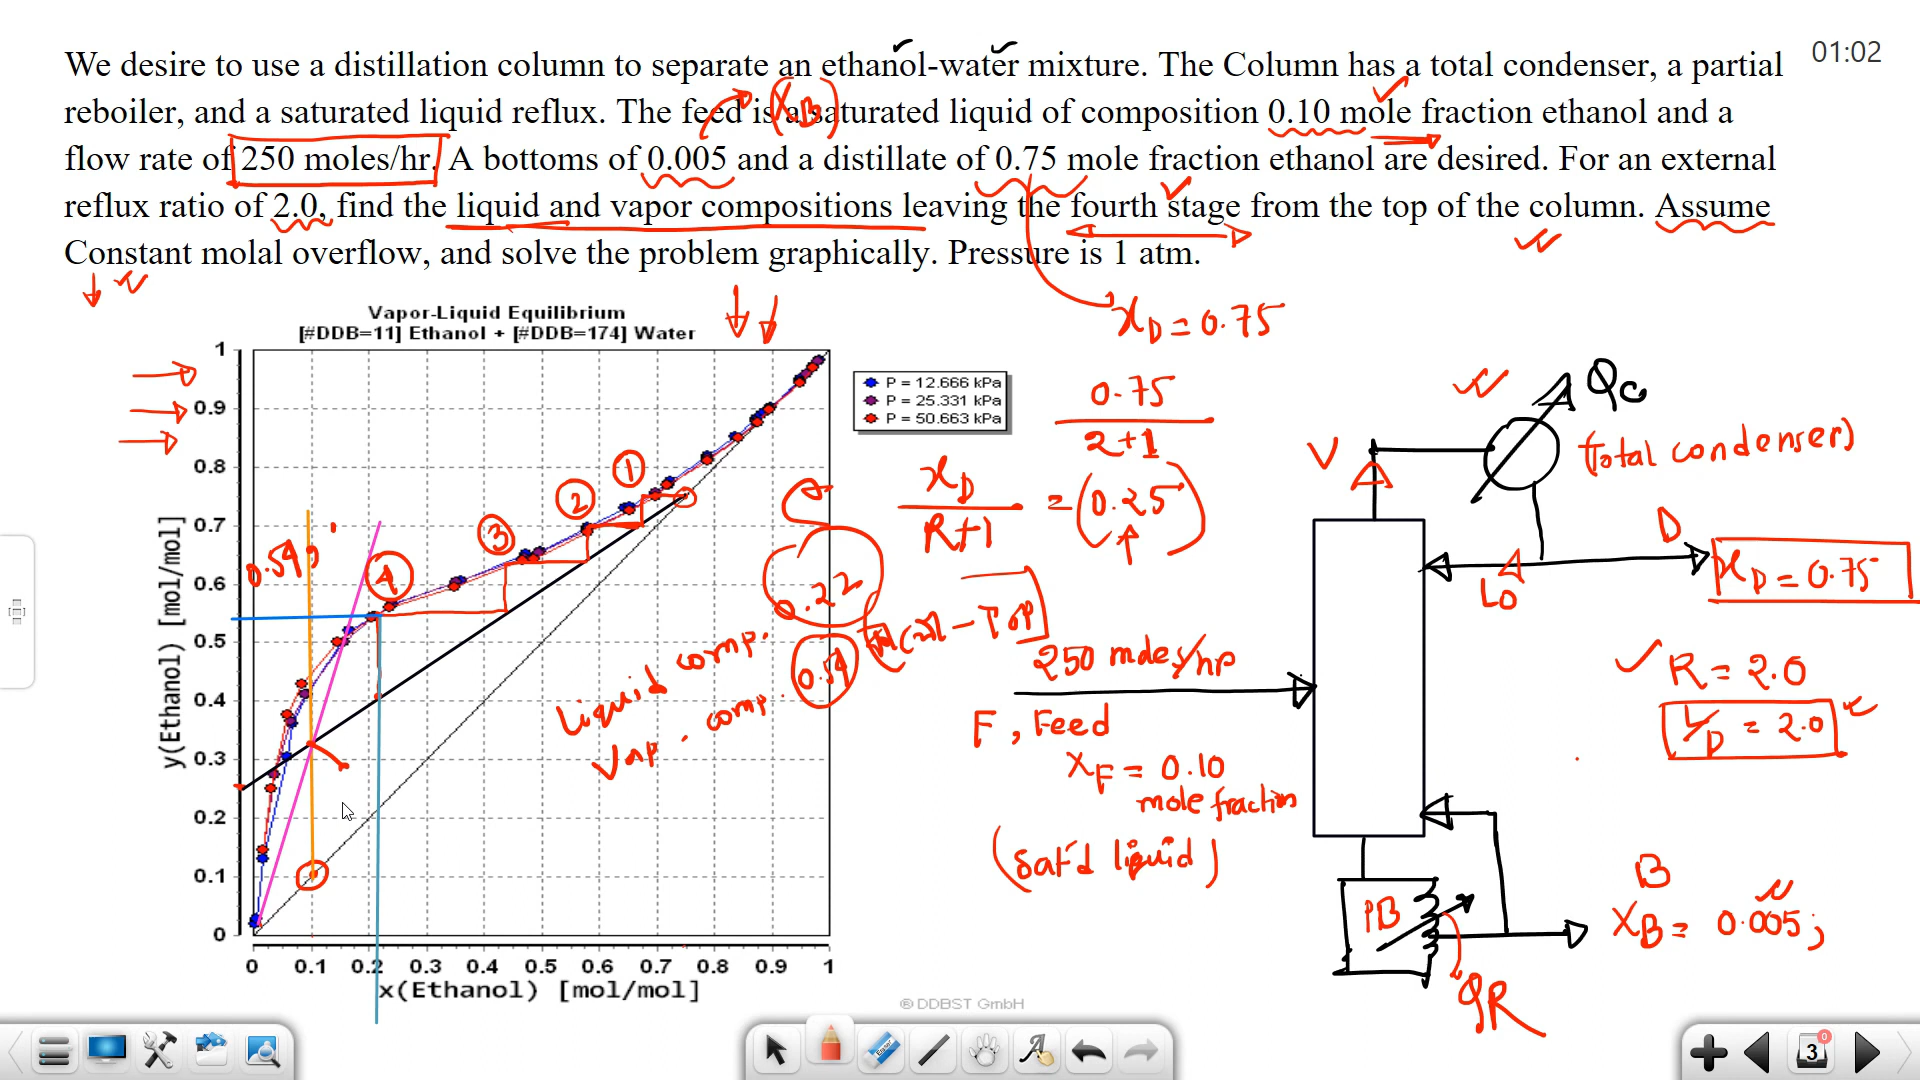 We desire to use a distillation column to separate an ethanol-water mixture. The Column has a total condenser, a partial
01:02
reboiler, and a saturated liquid reflux. The feed is a saturated liquid of composition 0.10 mole fraction ethanol and a
(xB)
flow rate of 250 moles/hr. A bottoms of 0.005 and a distillate of 0.75 mole fraction ethanol are desired. For an external
reflux ratio of 2.0, find the liquid and vapor compositions leaving the fourth stage from the top of the column. Assume
Constant molal overflow, and solve the problem graphically. Pressure is 1 atm.
Vapor-Liquid Equilibrium
[#DDB=11] Ethanol + [#DDB=174] Water
xD = 0.75
P = 12.666 kPa
P = 25.331 kPa
P = 50.663 kPa
0.75
2+1
xD
R+1
= (0.25)
QC
V
(total condenser)
1
0.9
0.8
0.7
0.6
0.5
0.4
0.3
0.2
0.1
0
y(Ethanol) [mol/mol]
1
2
3
4
0.54
0.22
Liquid comp.
Vap. comp.
0.54
D
L0
xD = 0.75
250 moles/hr
F, Feed
XF = 0.10
mole fraction
(Sat'd liquid)
R = 2.0
L/D = 2.0
B
XB = 0.005;
PB
QR
0 0.1 0.2 0.3 0.4 0.5 0.6 0.7 0.8 0.9 1
x(Ethanol) [mol/mol]
© DDBST GmbH
Eraser
A
3
0